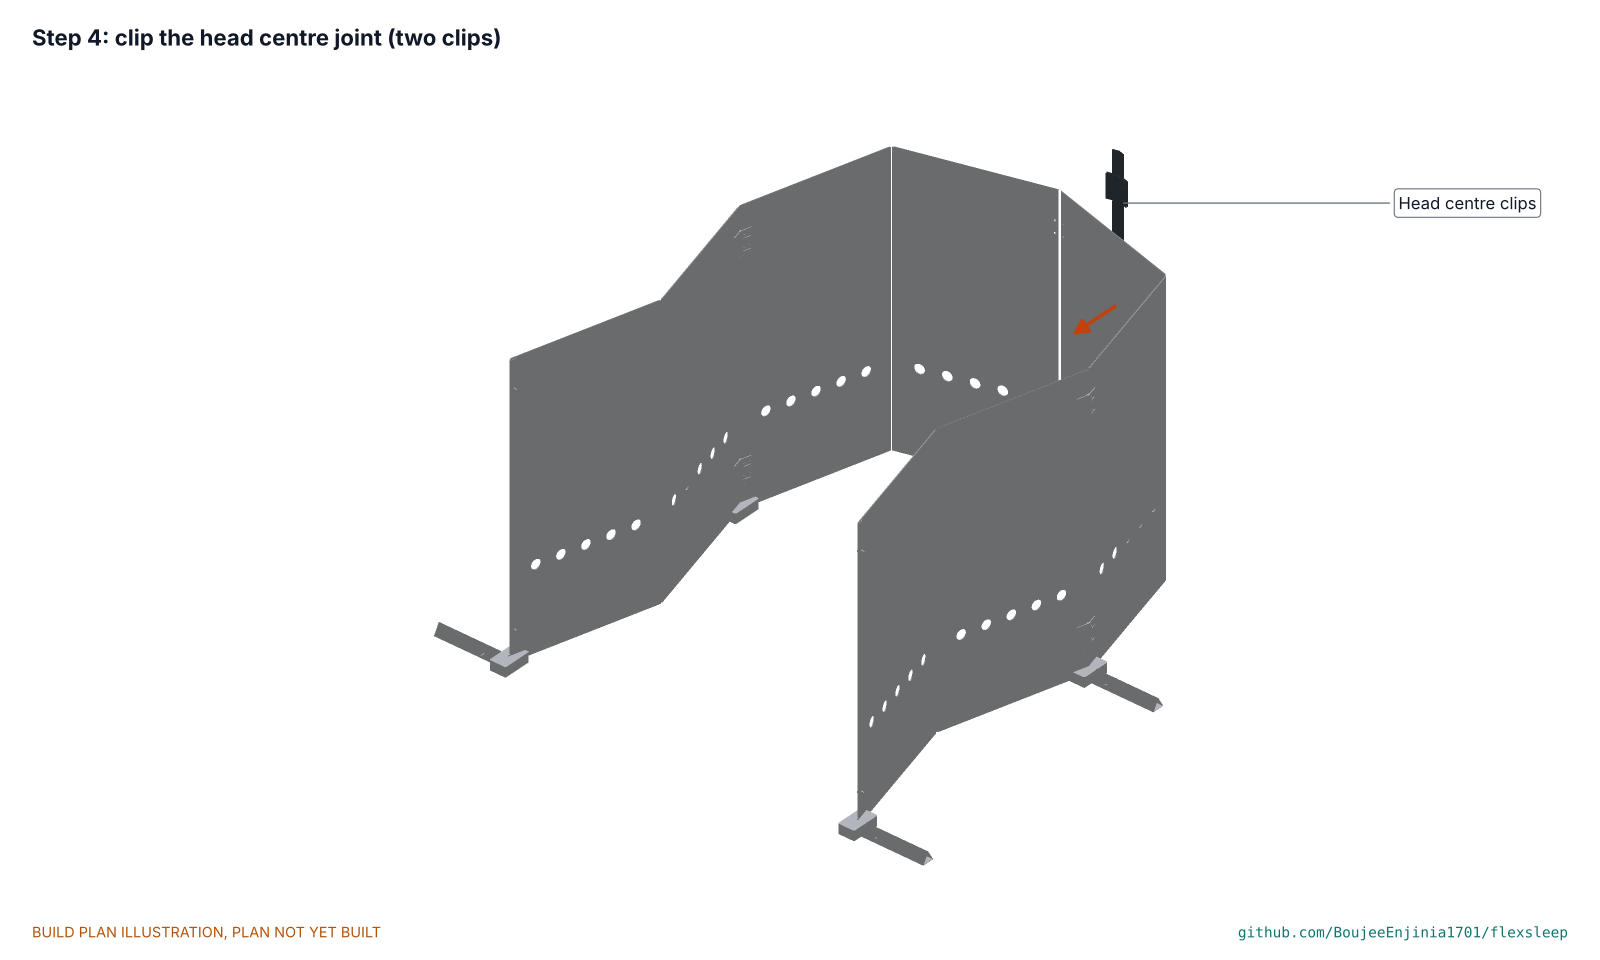 Step 4: clip the head centre joint (two clips)
Head centre clips
BUILD PLAN ILLUSTRATION, PLAN NOT YET BUILT
github.com/BoujeeEnjinia1701/flexsleep